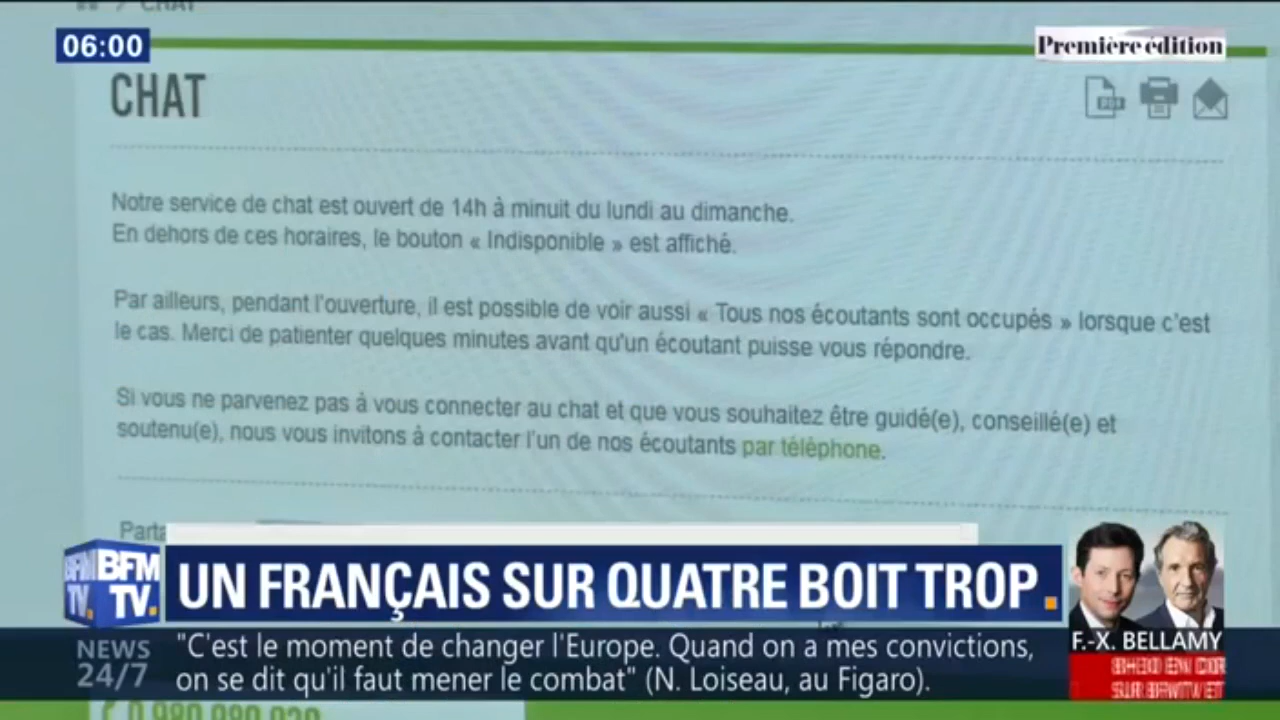 CHAT
06:00
Première édition
CHAT
PDF
Notre service de chat est ouvert de 14h à minuit du lundi au dimanche.
En dehors de ces horaires, le bouton « Indisponible » est affiché.
Par ailleurs, pendant l'ouverture, il est possible de voir aussi « Tous nos écoutants sont occupés » lorsque c'est
le cas. Merci de patienter quelques minutes avant qu'un écoutant puisse vous répondre.
Si vous ne parvenez pas à vous connecter au chat et que vous souhaitez être guidé(e), conseillé(e) et
soutenu(e), nous vous invitons à contacter l'un de nos écoutants par téléphone.
Parta
BFM
TV.
UN FRANÇAIS SUR QUATRE BOIT TROP.
F.-X. BELLAMY
NEWS
24/7
"C'est le moment de changer l'Europe. Quand on a mes convictions,
on se dit qu'il faut mener le combat" (N. Loiseau, au Figaro).